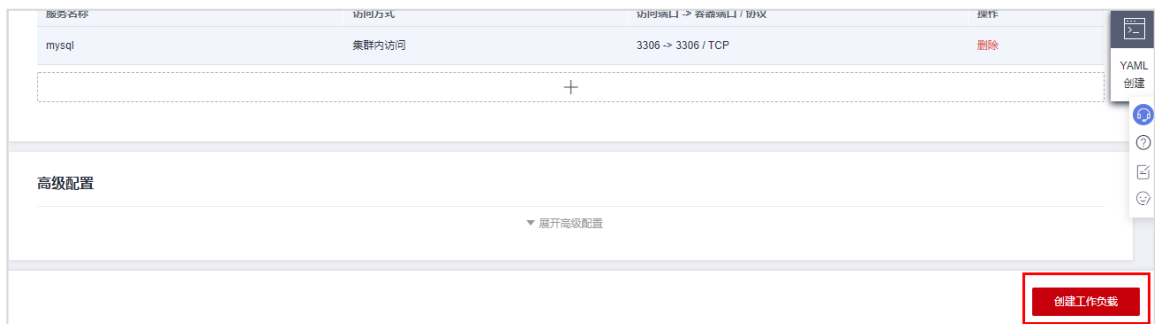 服务名称 访问方式 访问端口 -> 容器端口 / 协议 操作
mysql 集群内访问 3306 -> 3306 / TCP 删除
YAML
创建
高级配置
展开高级配置
创建工作负载